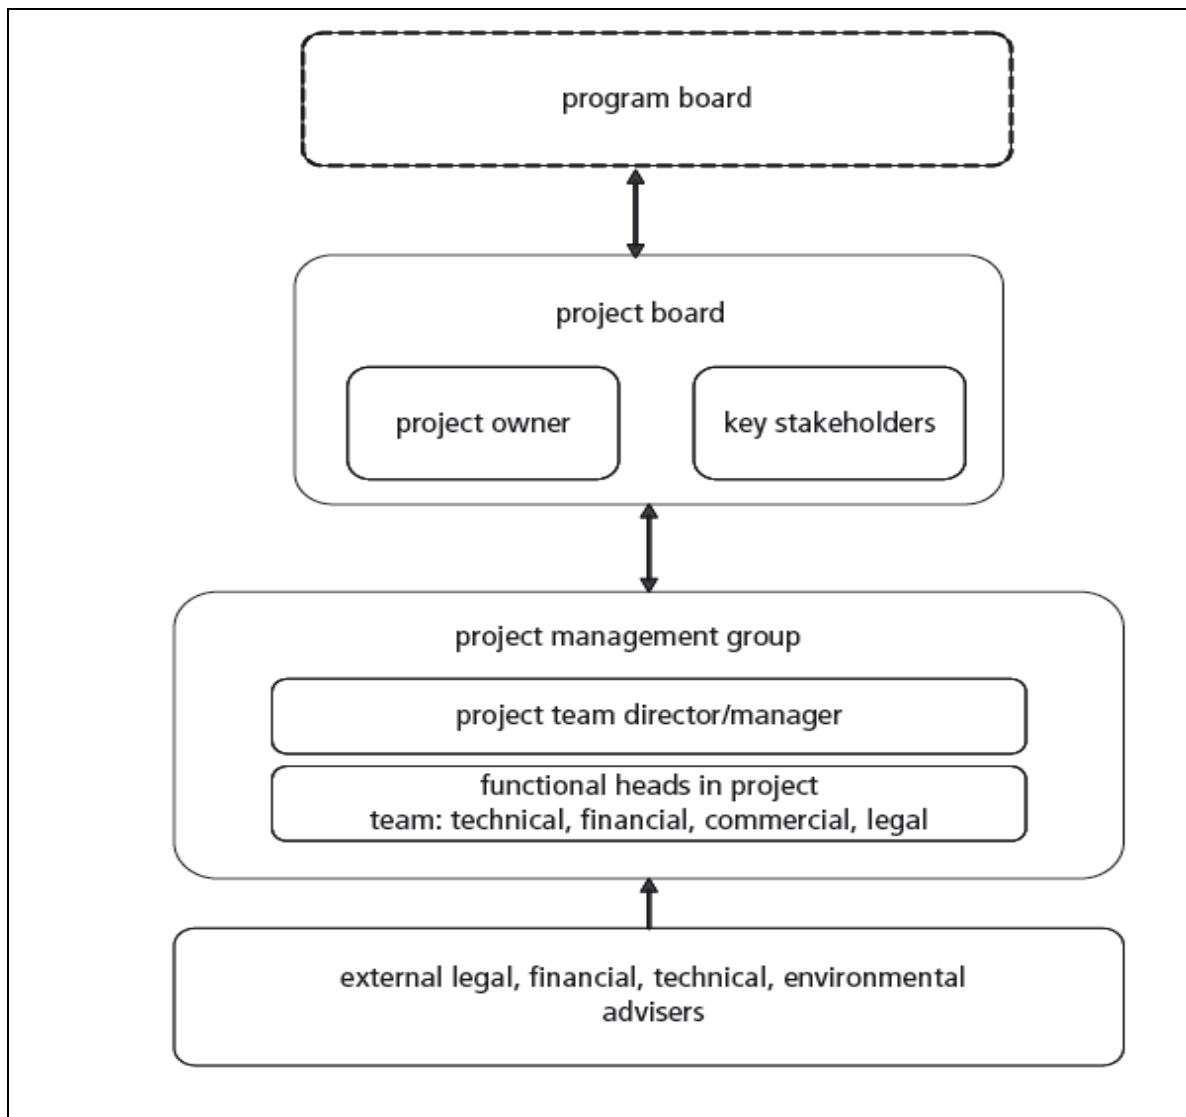 program board
project board
project owner
key stakeholders
project management group
project team director/manager
functional heads in project
team: technical, financial, commercial, legal
external legal, financial, technical, environmental
advisers